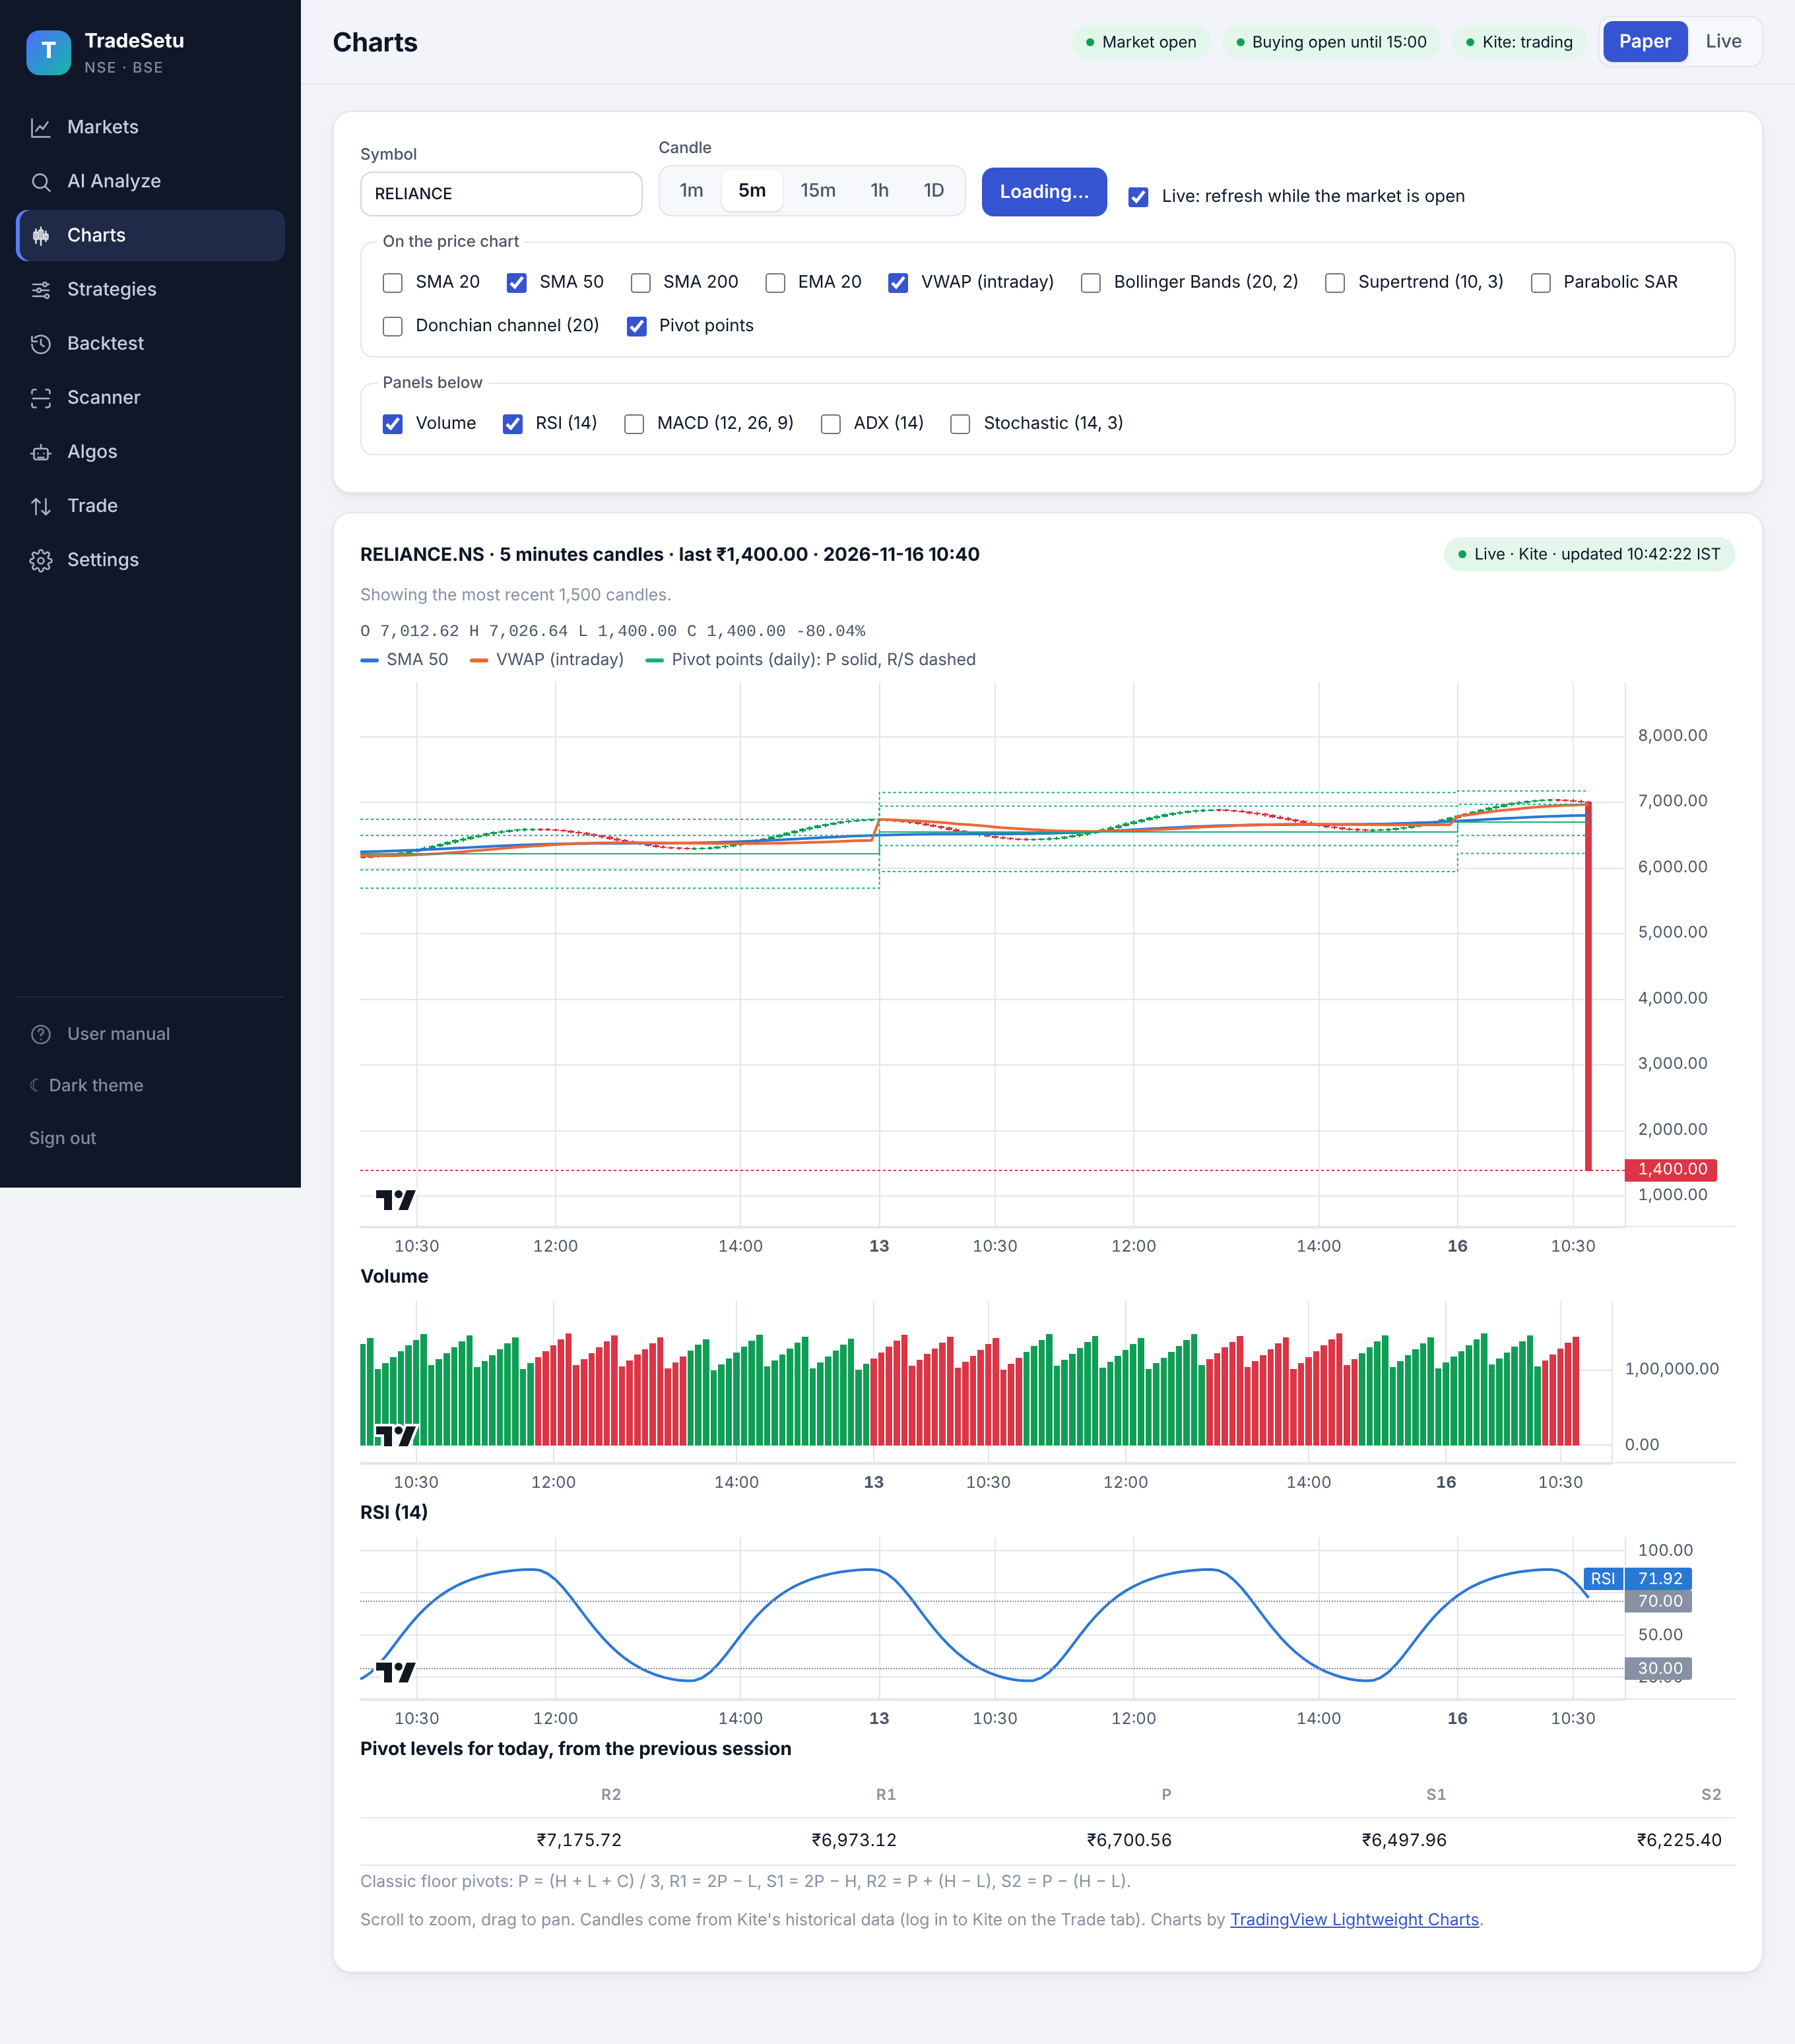 T
TradeSetu
NSE · BSE
Markets
AI Analyze
Charts
Strategies
Backtest
Scanner
Algos
Trade
Settings
User manual
Dark theme
Sign out
Charts
Market open
Buying open until 15:00
Kite: trading
Paper
Live
Symbol
RELIANCE
Candle
1m 5m 15m 1h 1D
Loading...
Live: refresh while the market is open
On the price chart
SMA 20 SMA 50 SMA 200 EMA 20 VWAP (intraday) Bollinger Bands (20, 2) Supertrend (10, 3) Parabolic SAR
Donchian channel (20) Pivot points
Panels below
Volume RSI (14) MACD (12, 26, 9) ADX (14) Stochastic (14, 3)
RELIANCE.NS · 5 minutes candles · last ₹1,400.00 · 2026-11-16 10:40
Live · Kite · updated 10:42:22 IST
Showing the most recent 1,500 candles.
O 7,012.62 H 7,026.64 L 1,400.00 C 1,400.00 -80.04%
SMA 50 VWAP (intraday) Pivot points (daily): P solid, R/S dashed
8,000.00
7,000.00
6,000.00
5,000.00
4,000.00
3,000.00
2,000.00
1,400.00
1,000.00
10:30 12:00 14:00 13 10:30 12:00 14:00 16 10:30
Volume
1,00,000.00
0.00
10:30 12:00 14:00 13 10:30 12:00 14:00 16 10:30
RSI (14)
100.00
RSI 71.92
70.00
50.00
30.00
10:30 12:00 14:00 13 10:30 12:00 14:00 16 10:30
Pivot levels for today, from the previous session
R2 R1 P S1 S2
₹7,175.72 ₹6,973.12 ₹6,700.56 ₹6,497.96 ₹6,225.40
Classic floor pivots: P = (H + L + C) / 3, R1 = 2P − L, S1 = 2P − H, R2 = P + (H − L), S2 = P − (H − L).
Scroll to zoom, drag to pan. Candles come from Kite's historical data (log in to Kite on the Trade tab). Charts by TradingView Lightweight Charts.